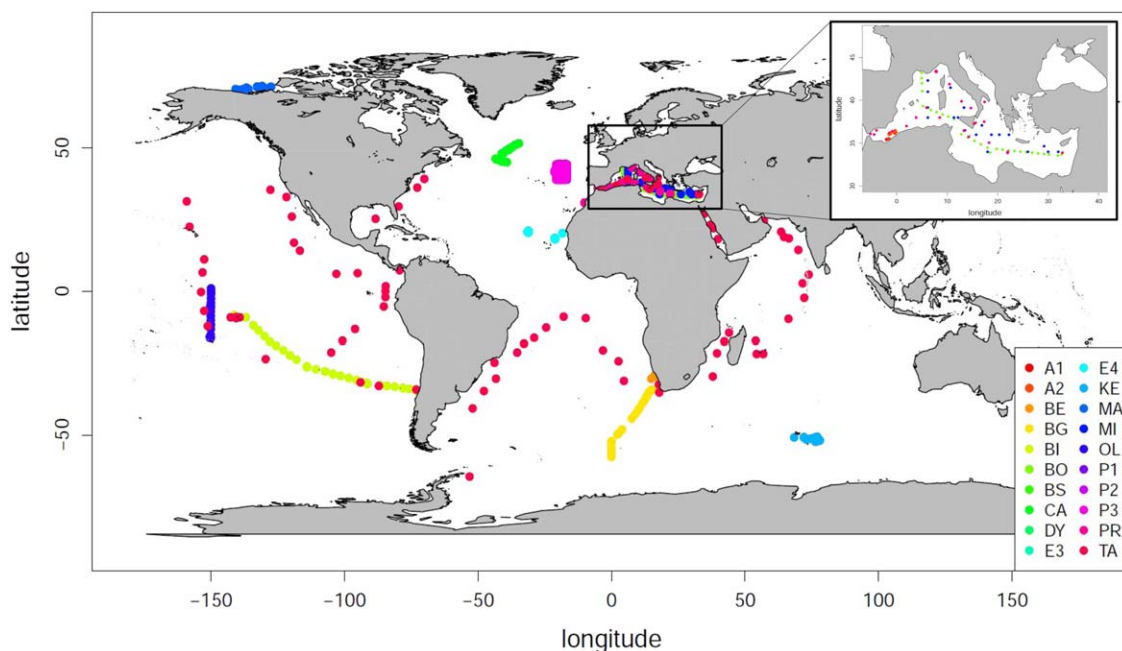 45
40
35
30
latitude
0 10 20 30 40
longitude
50
0
−50
latitude
A1 E4
A2 KE
BE MA
BG MI
BI OL
BO P1
BS P2
CA P3
DY PR
E3 TA
−150 −100 −50 0 50 100 150
longitude